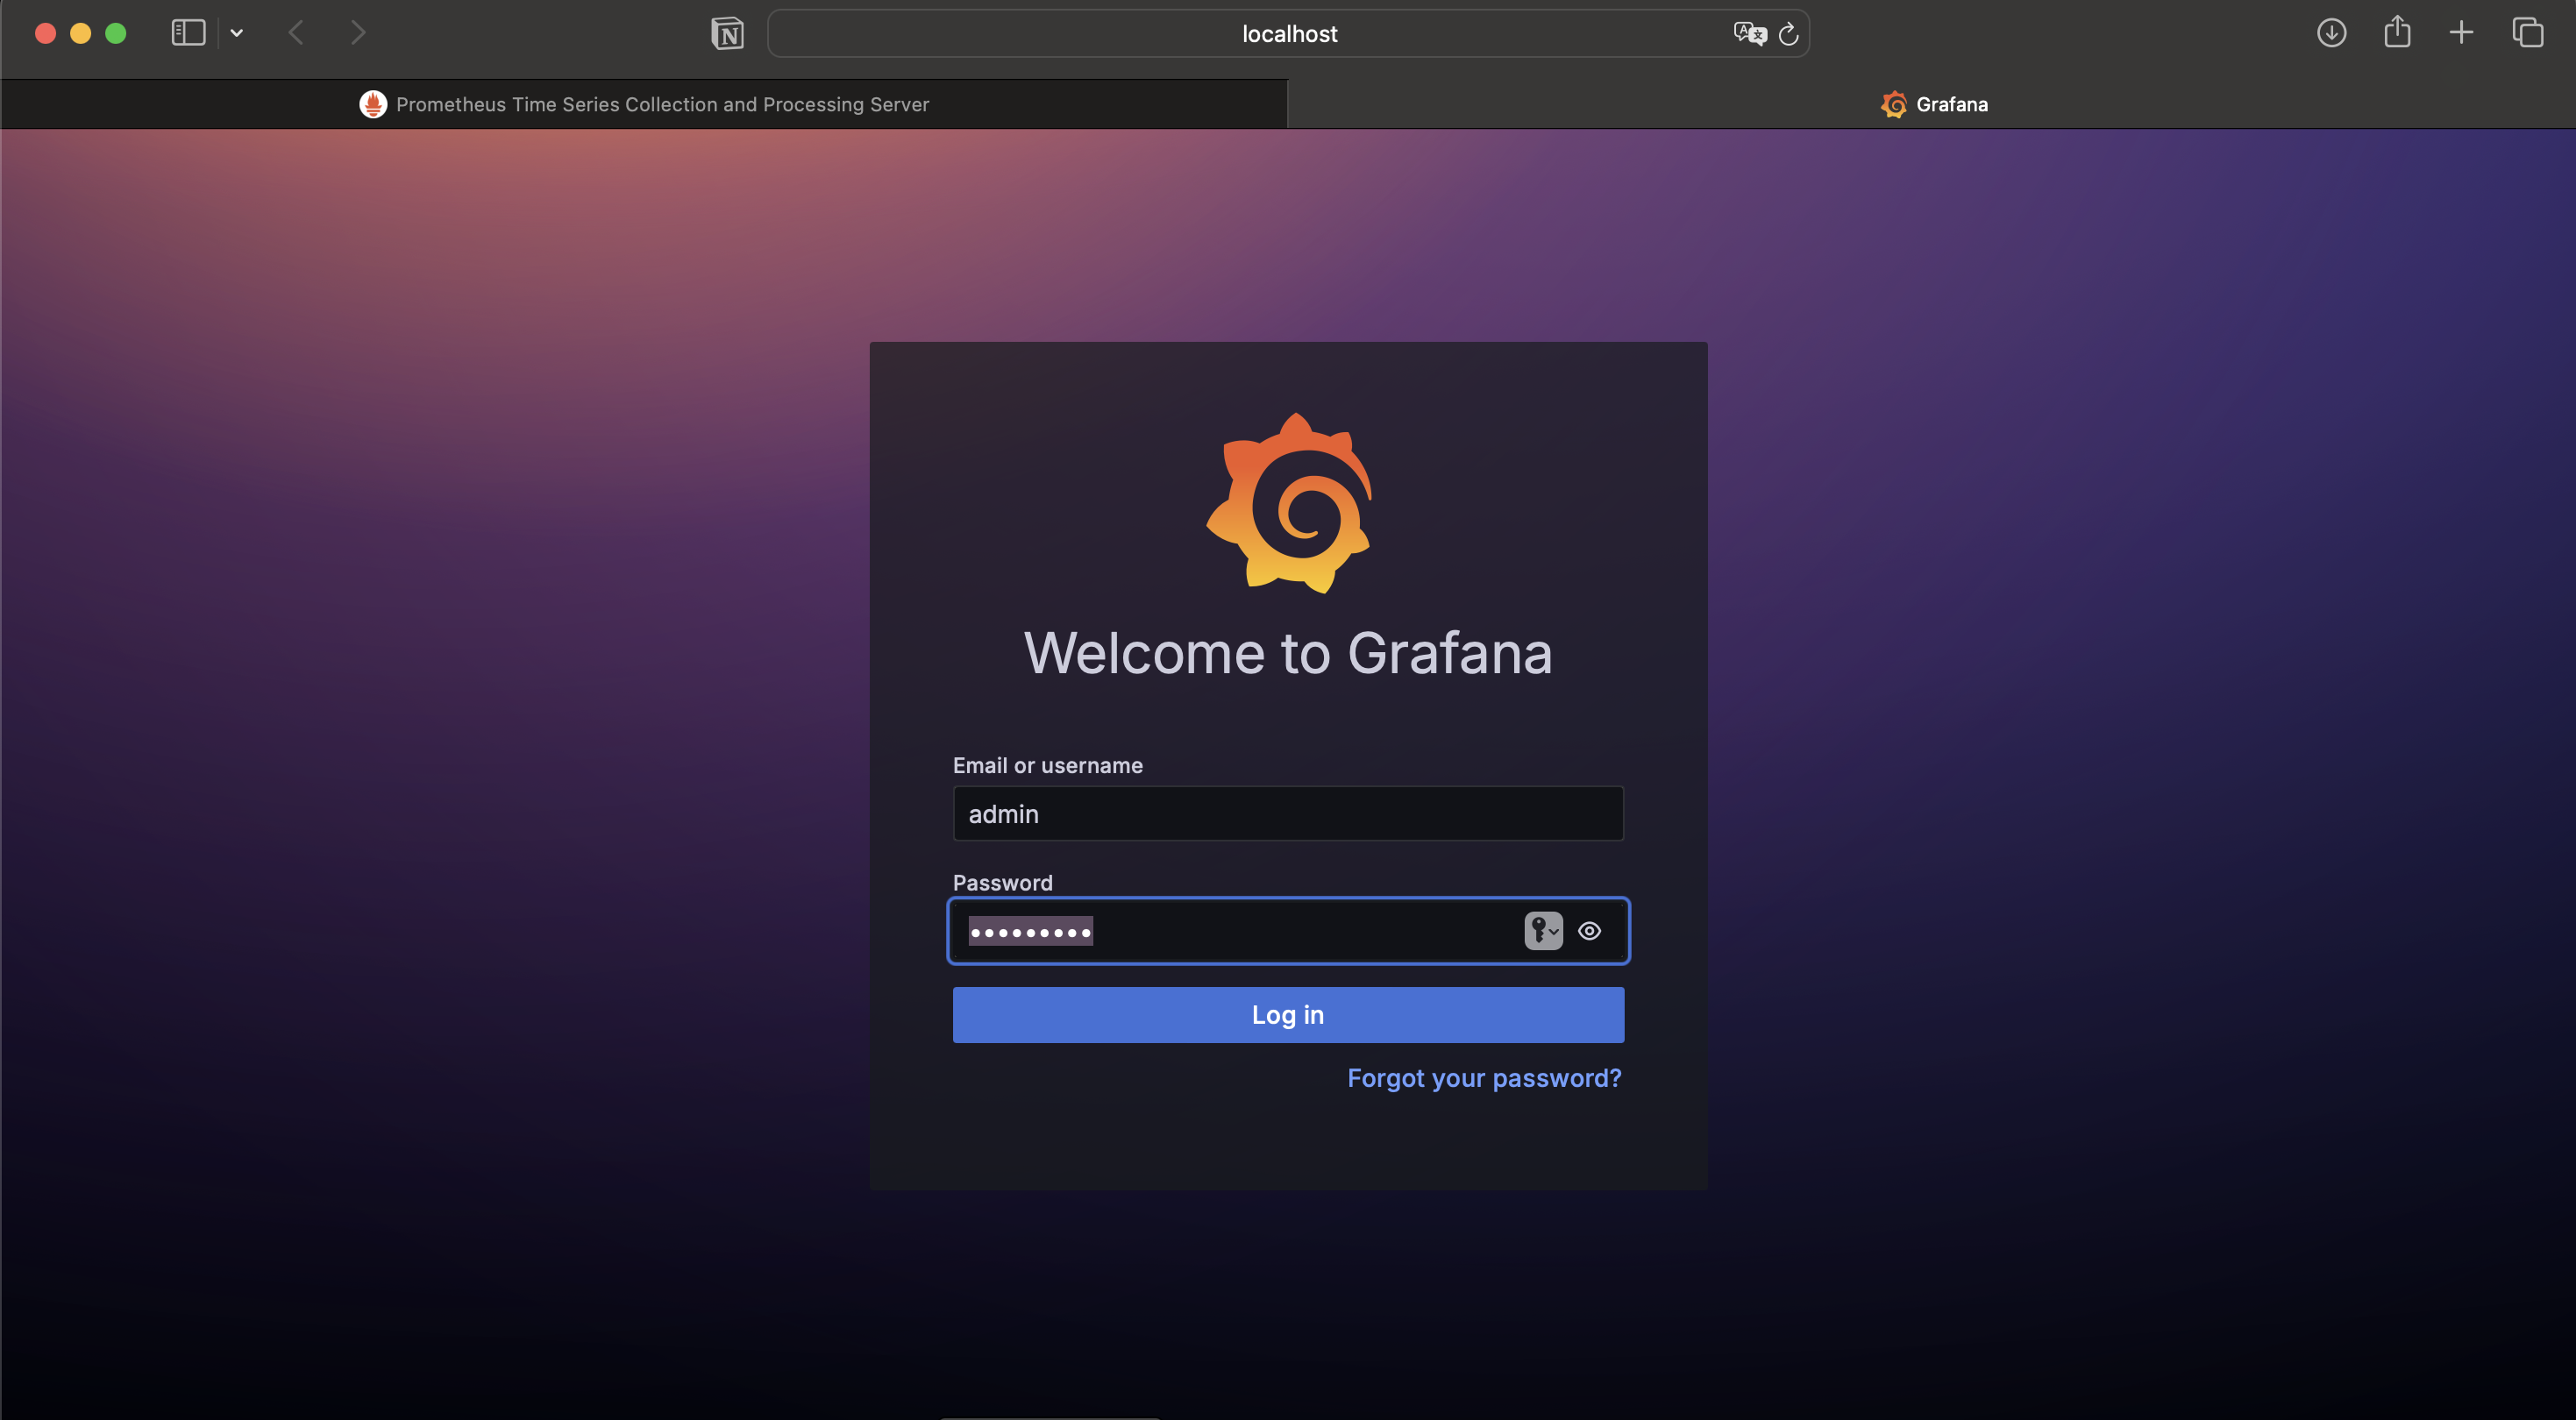 localhost
Prometheus Time Series Collection and Processing Server
Grafana
Welcome to Grafana
Email or username
admin
Password
•••••••••
Log in
Forgot your password?